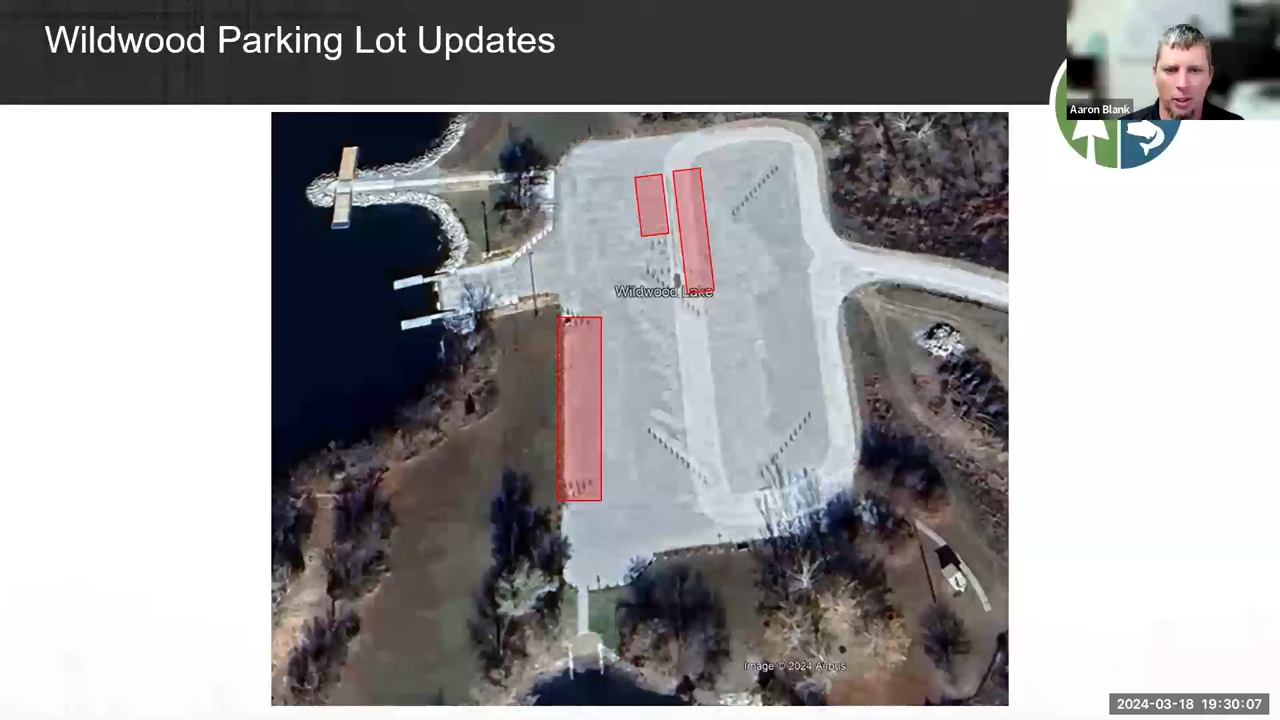 Wildwood Parking Lot Updates
Aaron Blank
Wildwood Lake
Image © 2024 Airbus
2024-03-18 19:30:07